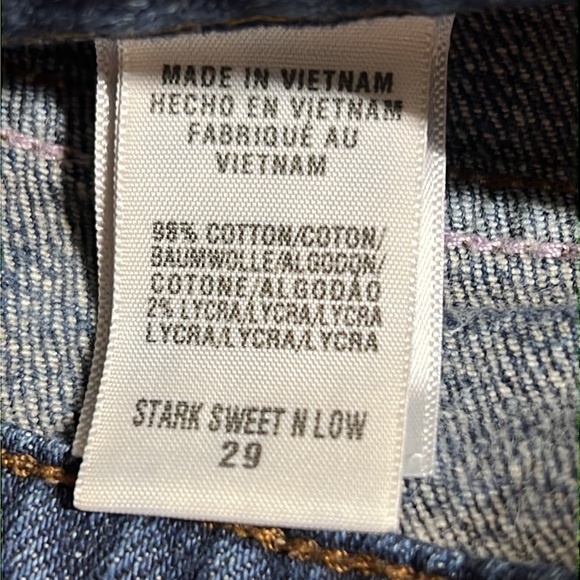 MADE IN VIETNAM
HECHO EN VIETNAM
FABRIQUÉ AU
VIETNAM
98% COTTON/COTON/
BAUMWOLLE/ALGODON/
COTONE/ALGODÃO
2% LYCRA/LYCRA/LYCRA
LYCRA/LYCRA/LYCRA
STARK SWEET N LOW
29